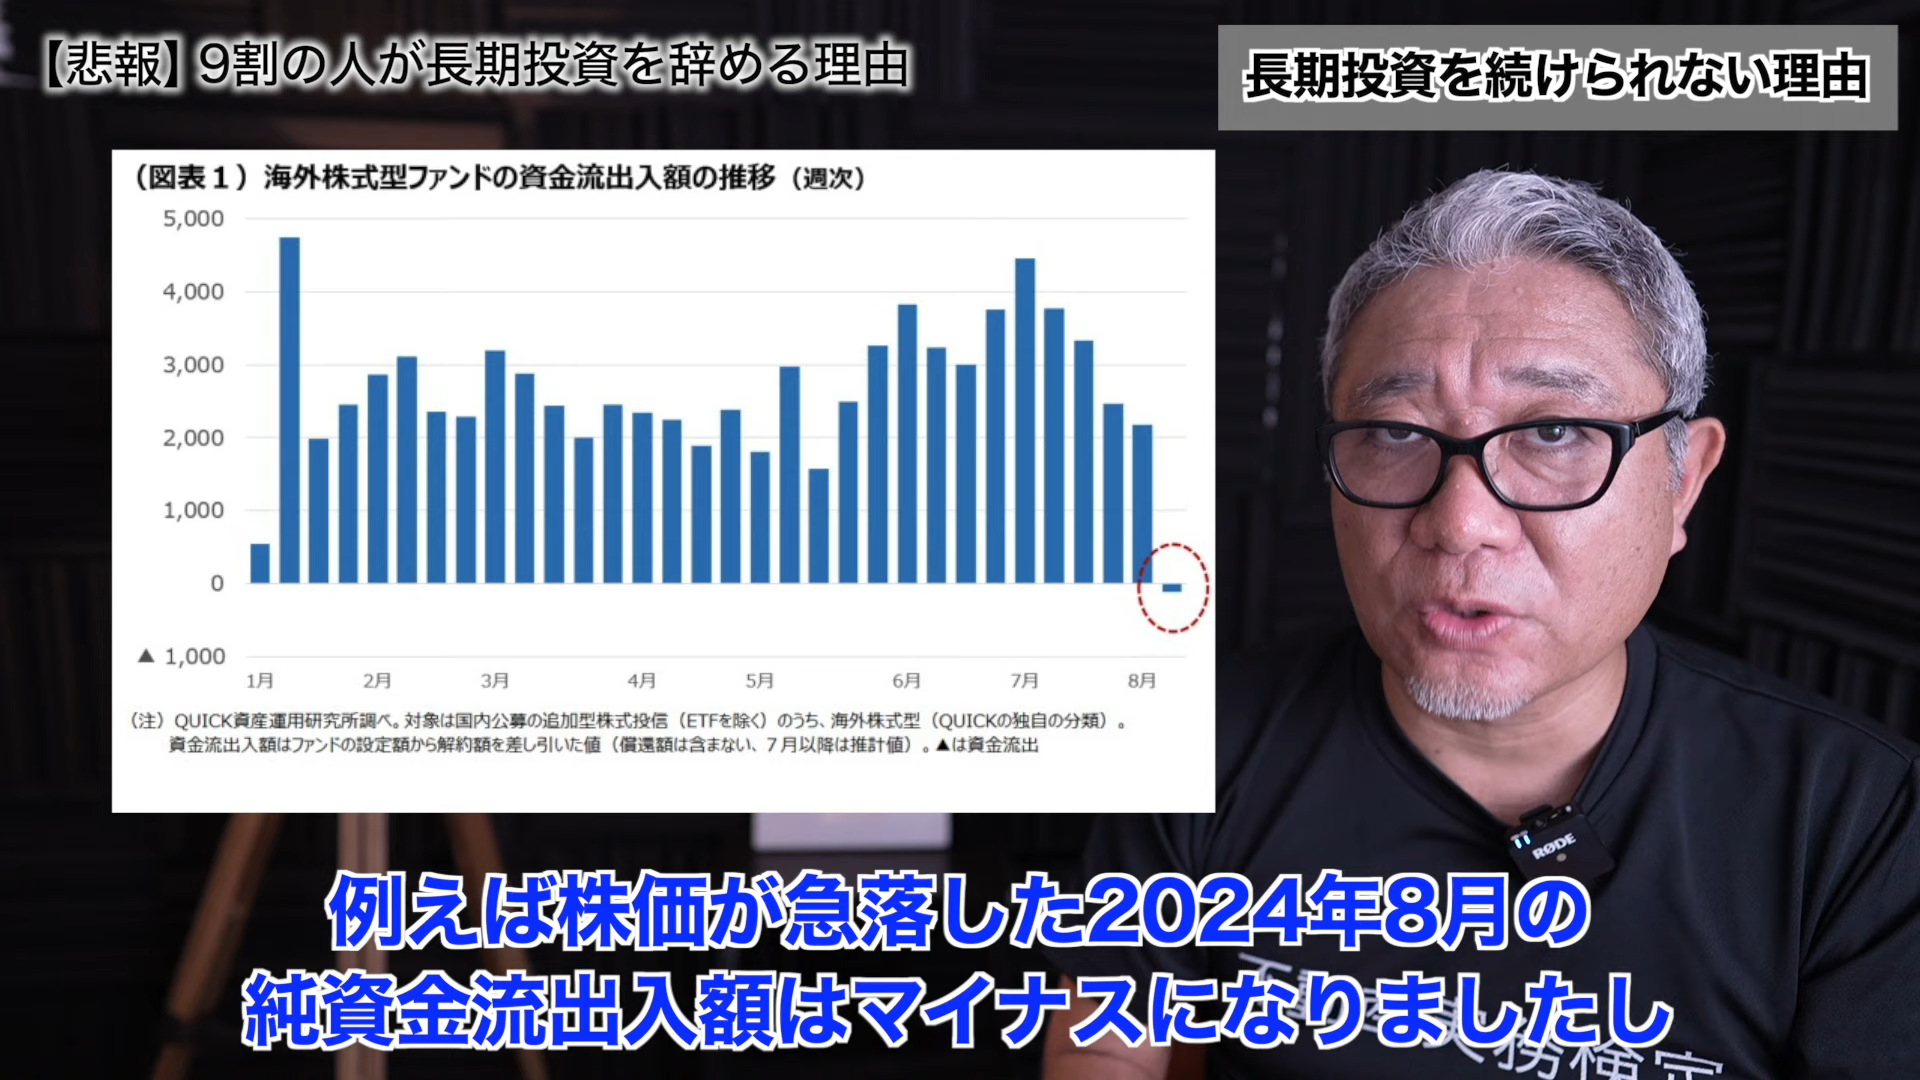 【悲報】9割の人が長期投資を辞める理由
長期投資を続けられない理由
（図表１）海外株式型ファンドの資金流出入額の推移（週次）
5,000
4,000
3,000
2,000
1,000
0
▲ 1,000
1月 2月 3月 4月 5月 6月 7月 8月
（注）QUICK資産運用研究所調べ。対象は国内公募の追加型株式投信（ETFを除く）のうち、海外株式型（QUICKの独自の分類）。
資金流出入額はファンドの設定額から解約額を差し引いた値（償還額は含まない、７月以降は推計値）。▲は資金流出
RØDE
例えば株価が急落した2024年8月の
純資金流出入額はマイナスになりましたし
実務検定